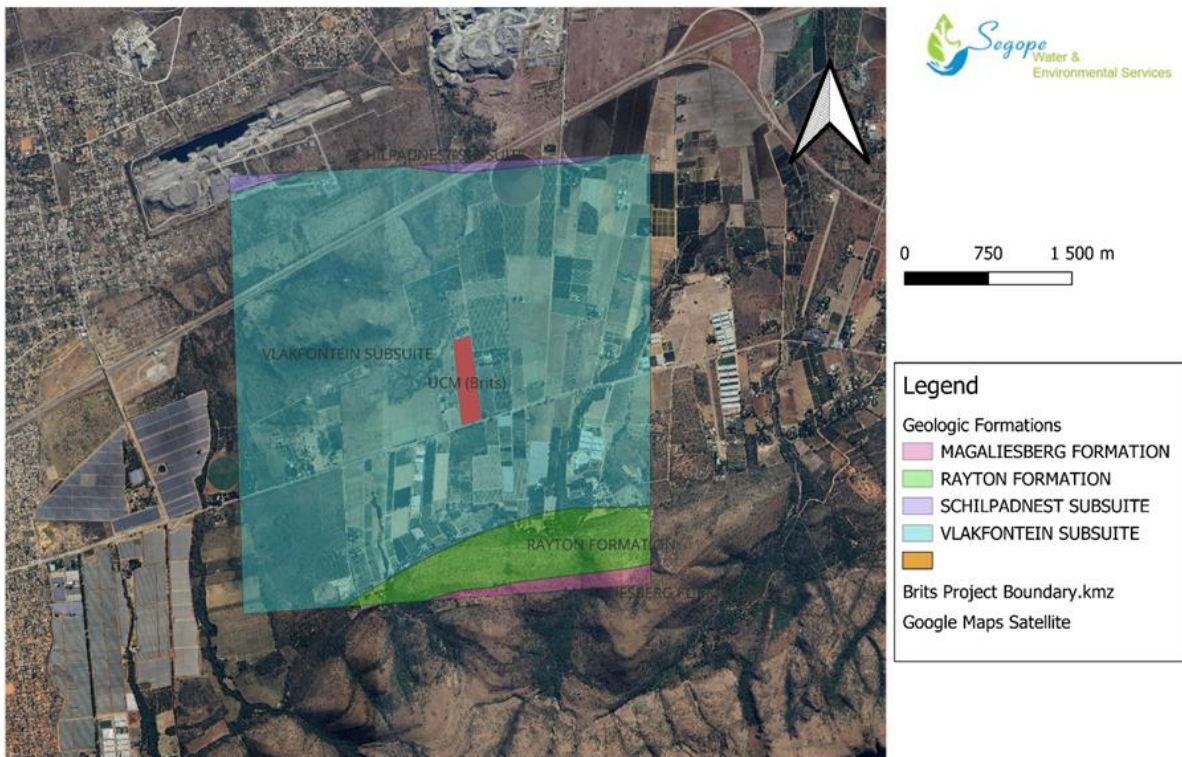 Segope
Water &
Environmental Services
SCHILPADNEST SUBSUITE
0 750 1 500 m
VLAKFONTEIN SUBSUITE
UCM (Brits)
RAYTON FORMATION
Legend
Geologic Formations
MAGALIESBERG FORMATION
RAYTON FORMATION
SCHILPADNEST SUBSUITE
VLAKFONTEIN SUBSUITE
Brits Project Boundary.kmz
Google Maps Satellite